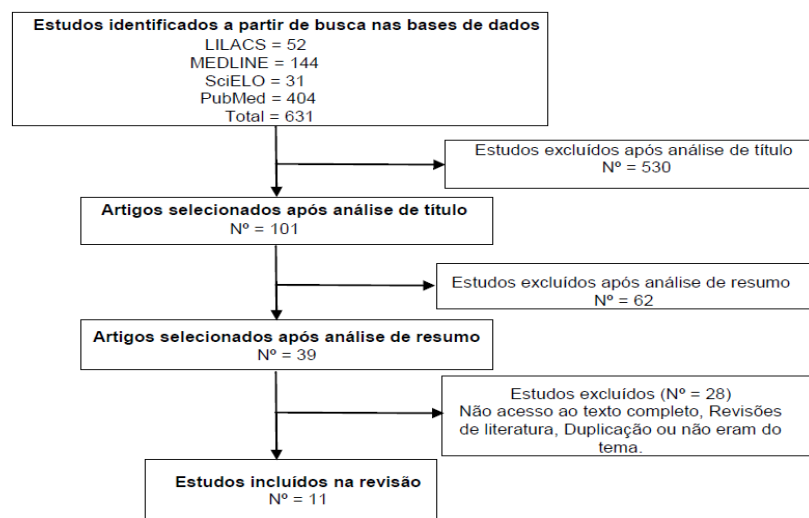 Estudos identificados a partir de busca nas bases de dados
LILACS = 52
MEDLINE = 144
SciELO = 31
PubMed = 404
Total = 631
Estudos excluídos após análise de título
Nº = 530
Artigos selecionados após análise de título
Nº = 101
Estudos excluídos após análise de resumo
Nº = 62
Artigos selecionados após análise de resumo
Nº = 39
Estudos excluídos (Nº = 28)
Não acesso ao texto completo, Revisões
de literatura, Duplicação ou não eram do
tema.
Estudos incluídos na revisão
Nº = 11